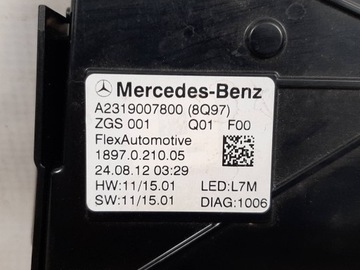 Mercedes-Benz
A2319007800 (8Q97)
ZGS 001 Q01 F00
FlexAutomotive
1897.0.210.05
24.08.12 03:29
HW:11/15.01 LED:L7M
SW:11/15.01 DIAG:1006